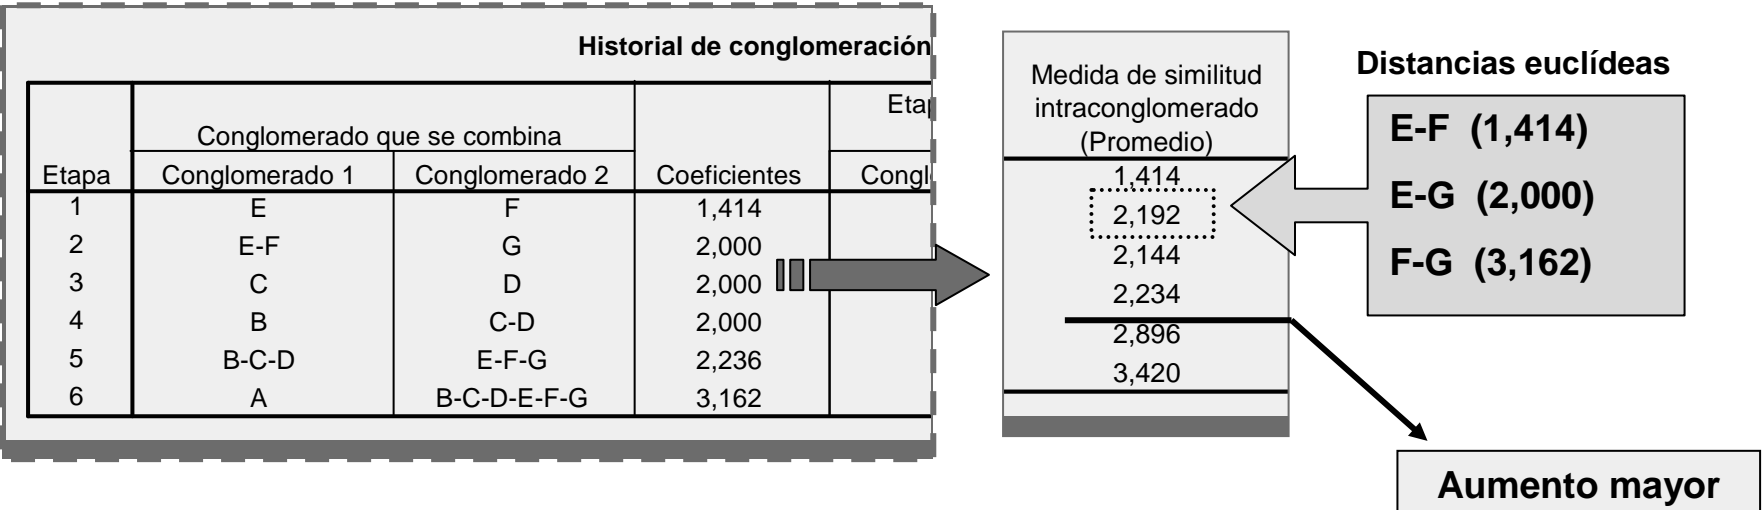 Historial de conglomeración
Etap
Conglomerado que se combina
Etapa Conglomerado 1 Conglomerado 2 Coeficientes Congl
1 E F 1,414
2 E-F G 2,000
3 C D 2,000
4 B C-D 2,000
5 B-C-D E-F-G 2,236
6 A B-C-D-E-F-G 3,162
Medida de similitud
intraconglomerado
(Promedio)
1,414
2,192
2,144
2,234
2,896
3,420
Distancias euclídeas
E-F (1,414)
E-G (2,000)
F-G (3,162)
Aumento mayor